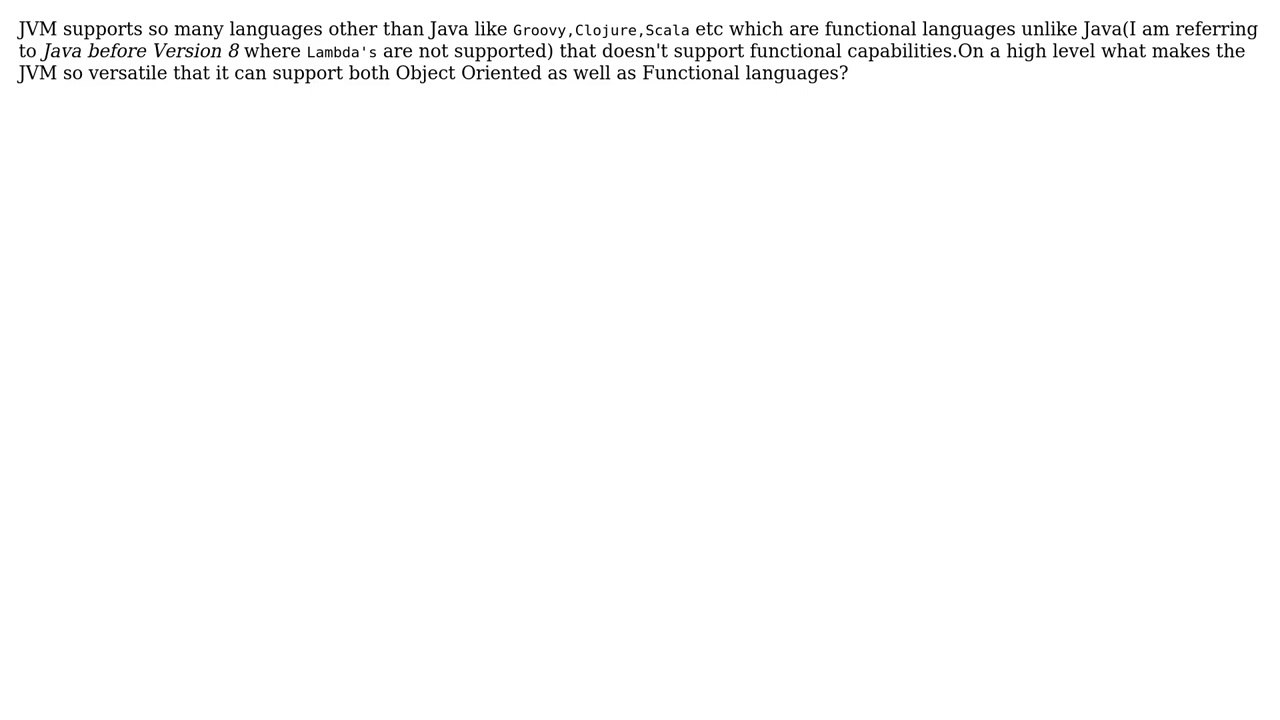 JVM supports so many languages other than Java like Groovy,Clojure,Scala etc which are functional languages unlike Java(I am referring
to Java before Version 8 where Lambda's are not supported) that doesn't support functional capabilities.On a high level what makes the
JVM so versatile that it can support both Object Oriented as well as Functional languages?